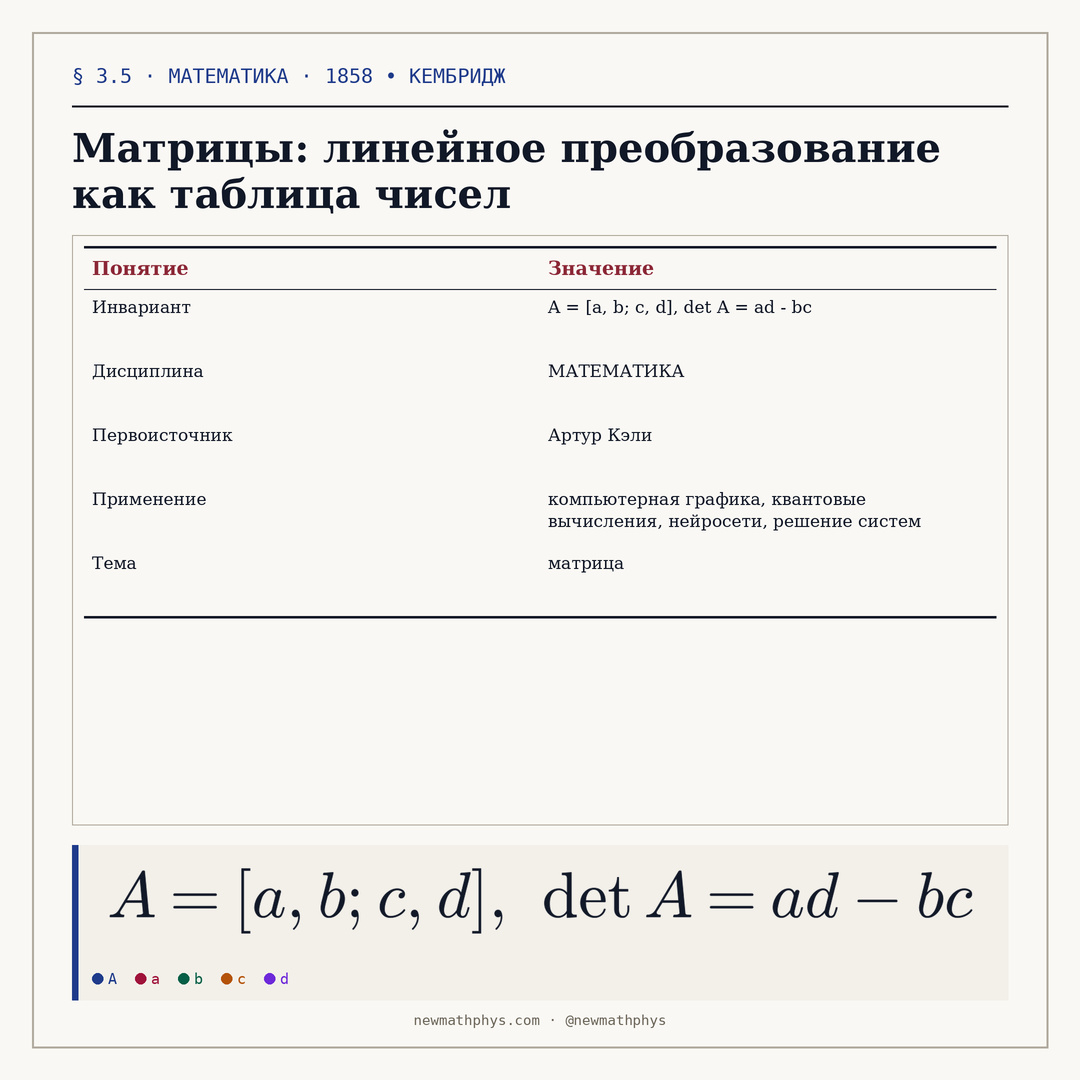 § 3.5 · МАТЕМАТИКА · 1858 • КЕМБРИДЖ
Матрицы: линейное преобразование
как таблица чисел
Понятие Значение
Инвариант A = [a, b; c, d], det A = ad - bc
Дисциплина МАТЕМАТИКА
Первоисточник Артур Кэли
Применение компьютерная графика, квантовые
вычисления, нейросети, решение систем
Тема матрица
A = [a, b; c, d], det A = ad − bc
A a b c d
newmathphys.com · @newmathphys